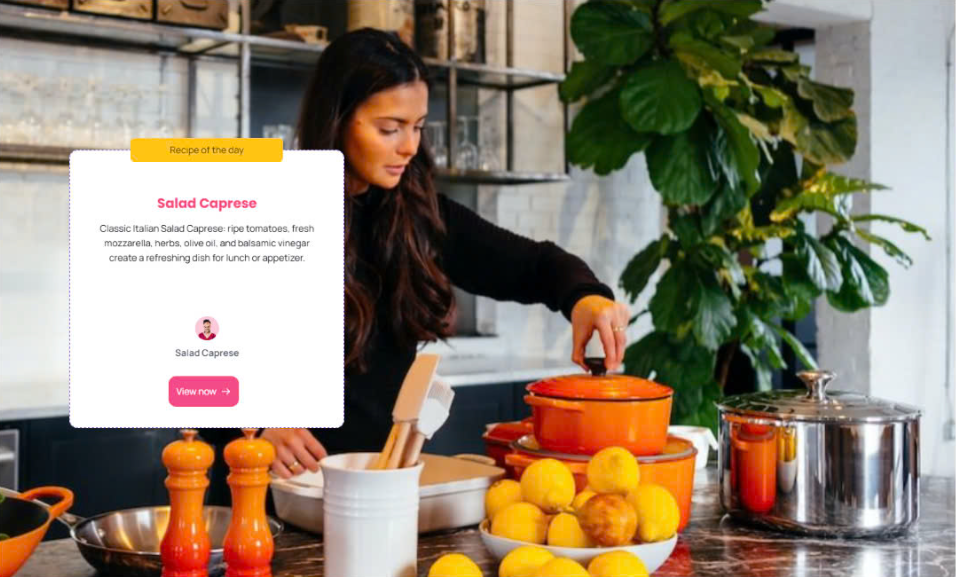 Recipe of the day
Salad Caprese
Classic Italian Salad Caprese: ripe tomatoes, fresh
mozzarella, herbs, olive oil, and balsamic vinegar
create a refreshing dish for lunch or appetizer.
Salad Caprese
View now →